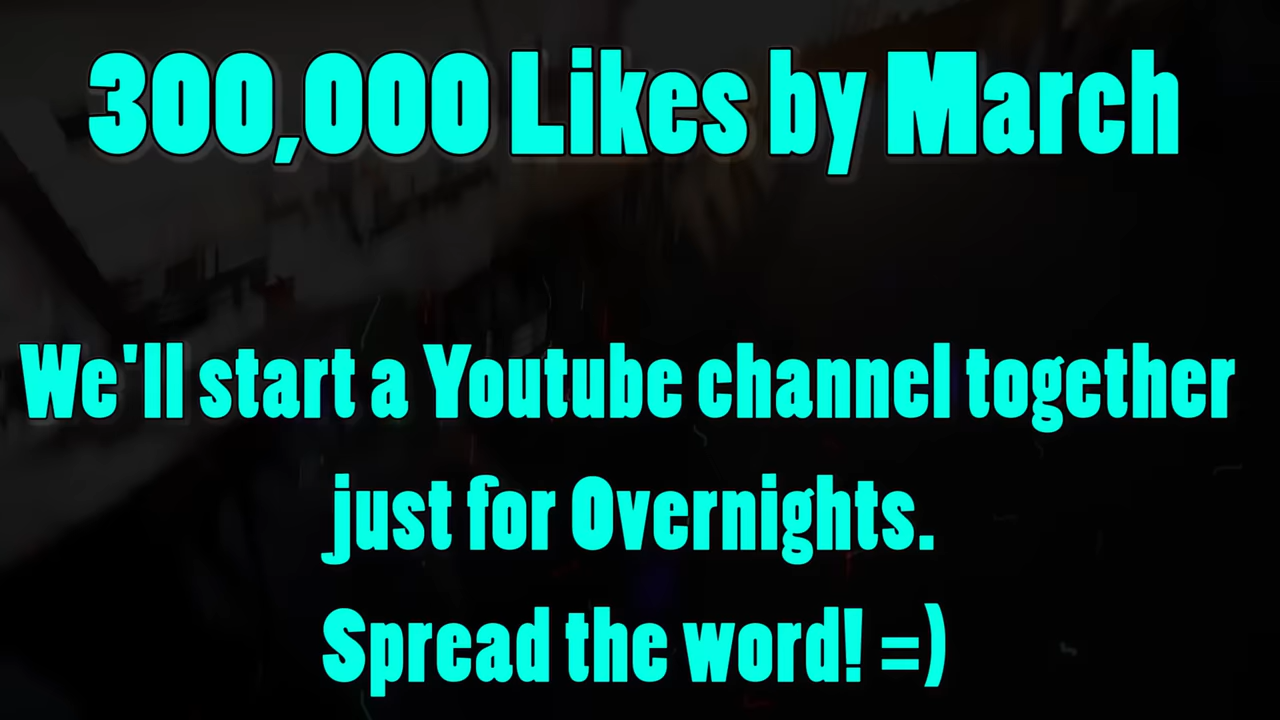 300,000 Likes by March
We'll start a Youtube channel together
just for Overnights.
Spread the word! =)